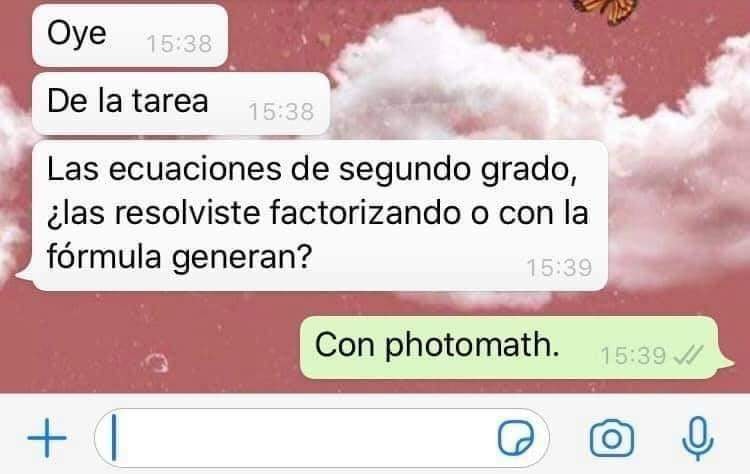 Oye 15:38
De la tarea 15:38
Las ecuaciones de segundo grado,
¿las resolviste factorizando o con la
fórmula generan? 15:39
Con photomath. 15:39